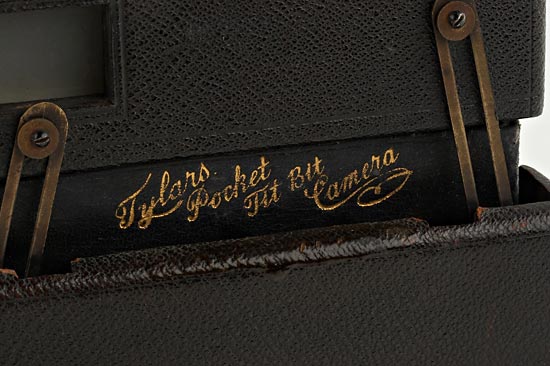 Tylars Pocket Tit Bit Camera